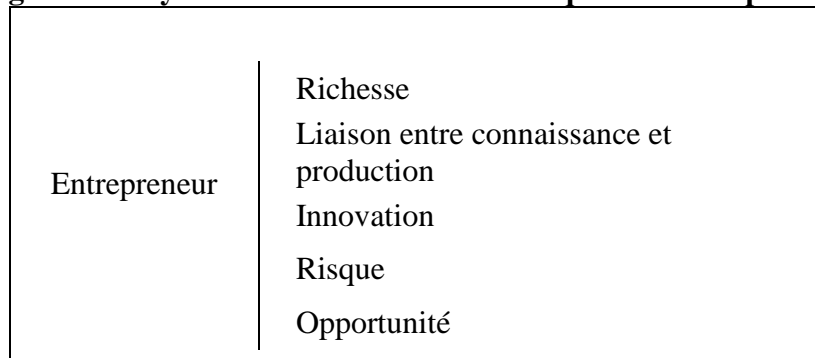 Richesse
Liaison entre connaissance et
production
Entrepreneur
Innovation
Risque
Opportunité